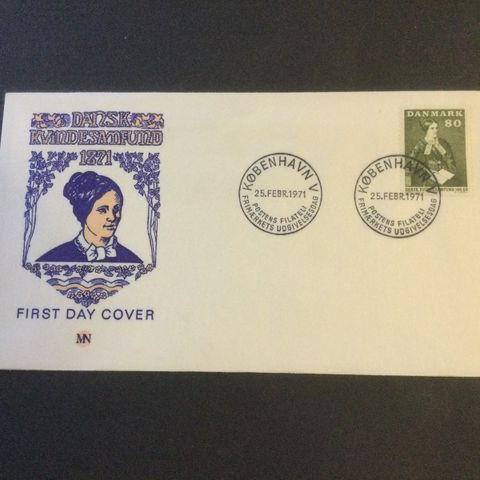 DANSK
KVINDESAMFUND
1871
FIRST DAY COVER
MN
KØBENHAVN V
25.FEBR.1971
POSTENS FILATELI
FRIMÆRKETS UDGIVELSESDAG
DANMARK
80
KØBENHAVN V
25.FEBR.1971
POSTENS FILATELI
FRIMÆRKETS UDGIVELSESDAG